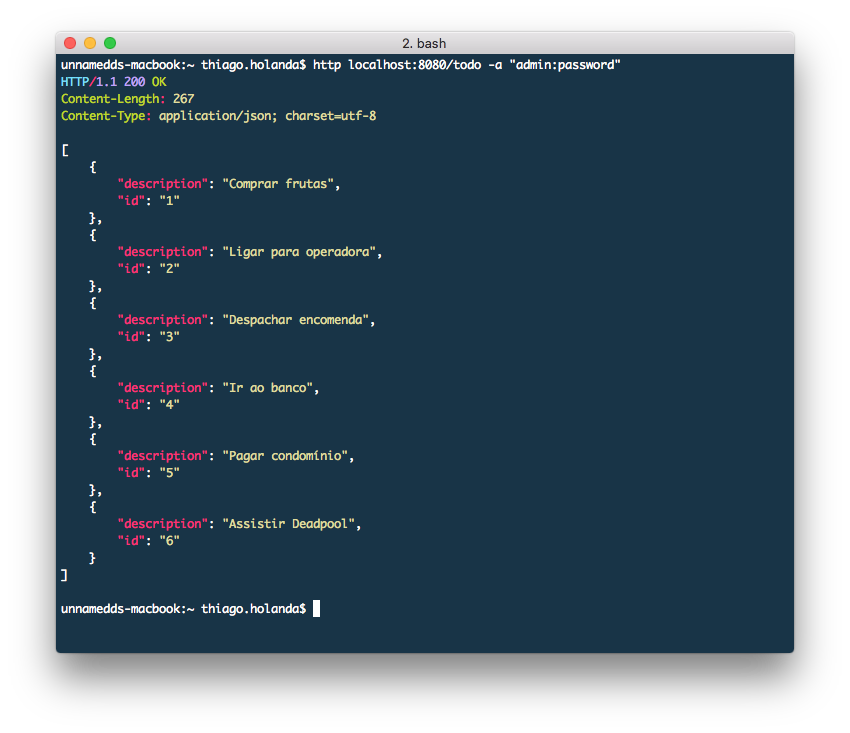 2. bash
unnamedds-macbook:~ thiago.holanda$ http localhost:8080/todo -a "admin:password"
HTTP/1.1 200 OK
Content-Length: 267
Content-Type: application/json; charset=utf-8
[
    {
        "description": "Comprar frutas",
        "id": "1"
    },
    {
        "description": "Ligar para operadora",
        "id": "2"
    },
    {
        "description": "Despachar encomenda",
        "id": "3"
    },
    {
        "description": "Ir ao banco",
        "id": "4"
    },
    {
        "description": "Pagar condomínio",
        "id": "5"
    },
    {
        "description": "Assistir Deadpool",
        "id": "6"
    }
]
unnamedds-macbook:~ thiago.holanda$